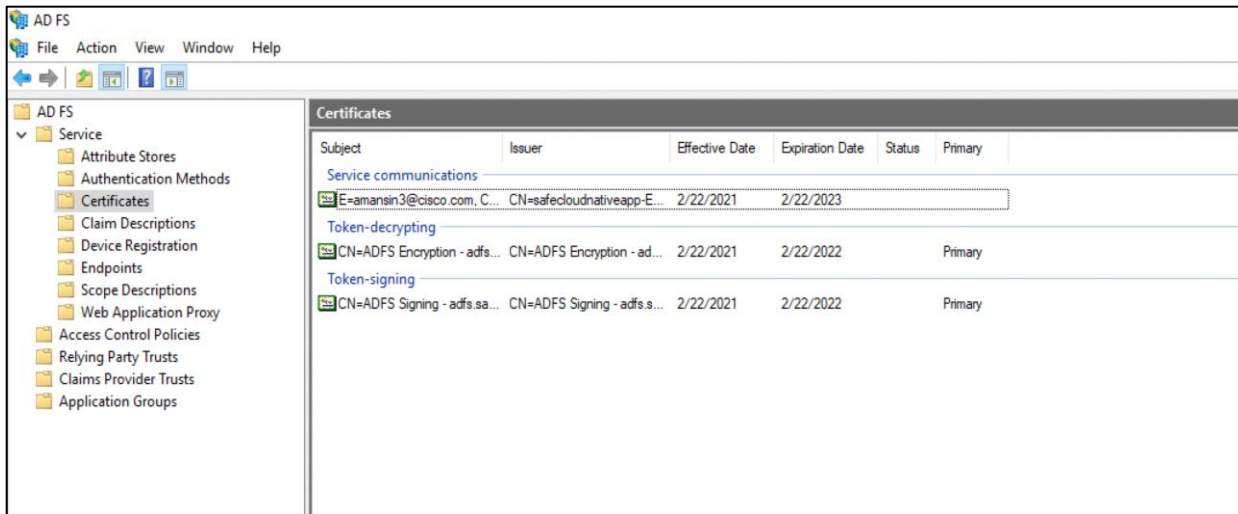 AD FS
File Action View Window Help
AD FS
Service
Attribute Stores
Authentication Methods
Certificates
Claim Descriptions
Device Registration
Endpoints
Scope Descriptions
Web Application Proxy
Access Control Policies
Relying Party Trusts
Claims Provider Trusts
Application Groups
Certificates
Subject Issuer Effective Date Expiration Date Status Primary
Service communications
E=amansin3@cisco.com, C... CN=safecloudnativeapp-E... 2/22/2021 2/22/2023
Token-decrypting
CN=ADFS Encryption - adfs... CN=ADFS Encryption - ad... 2/22/2021 2/22/2022 Primary
Token-signing
CN=ADFS Signing - adfs.sa... CN=ADFS Signing - adfs.s... 2/22/2021 2/22/2022 Primary